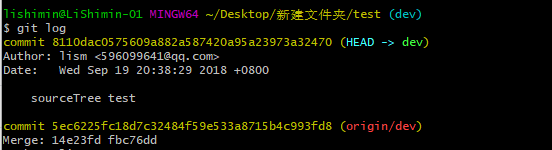 lishimin@LiShimin-01 MINGW64 ~/Desktop/新建文件夹/test (dev)
$ git log
commit 8110dac0575609a882a587420a95a23973a32470 (HEAD -> dev)
Author: lism <596099641@qq.com>
Date:   Wed Sep 19 20:38:29 2018 +0800
sourceTree test
commit 5ec6225fc18d7c32484f59e533a8715b4c993fd8 (origin/dev)
Merge: 14e23fd fbc76dd